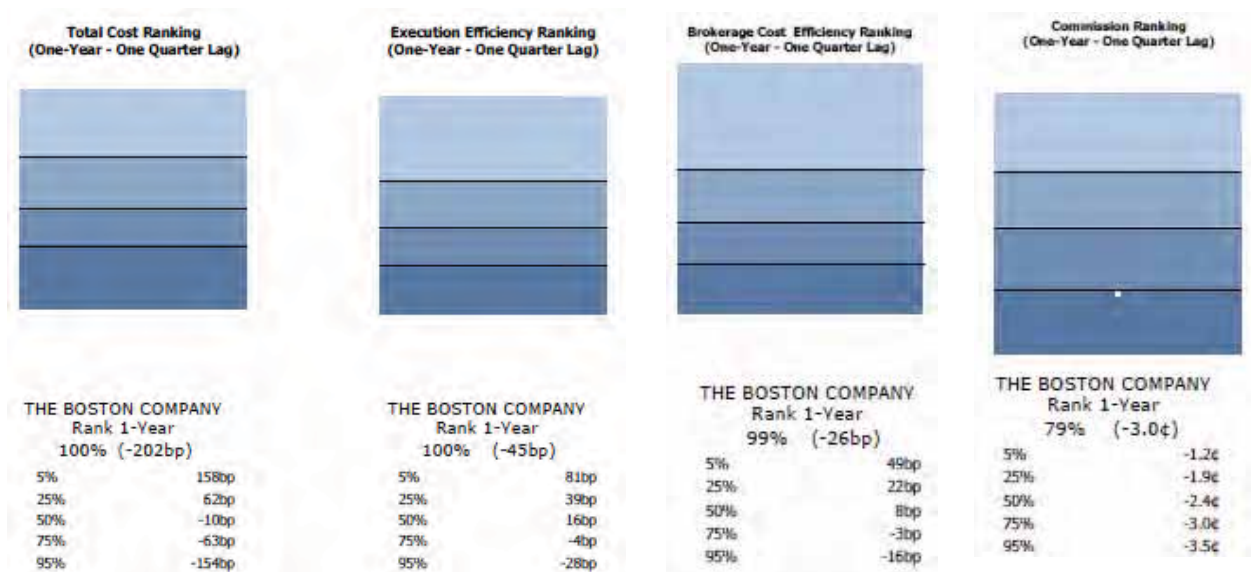 Total Cost Ranking
(One-Year - One Quarter Lag)
THE BOSTON COMPANY
Rank 1-Year
100% (-202bp)
5% 158bp
25% 62bp
50% -10bp
75% -63bp
95% -154bp
Execution Efficiency Ranking
(One-Year - One Quarter Lag)
THE BOSTON COMPANY
Rank 1-Year
100% (-45bp)
5% 81bp
25% 39bp
50% 16bp
75% -4bp
95% -28bp
Brokerage Cost Efficiency Ranking
(One-Year - One Quarter Lag)
THE BOSTON COMPANY
Rank 1-Year
99% (-26bp)
5% 49bp
25% 22bp
50% 8bp
75% -3bp
95% -16bp
Commission Ranking
(One-Year - One Quarter Lag)
THE BOSTON COMPANY
Rank 1-Year
79% (-3.0¢)
5% -1.2¢
25% -1.9¢
50% -2.4¢
75% -3.0¢
95% -3.5¢